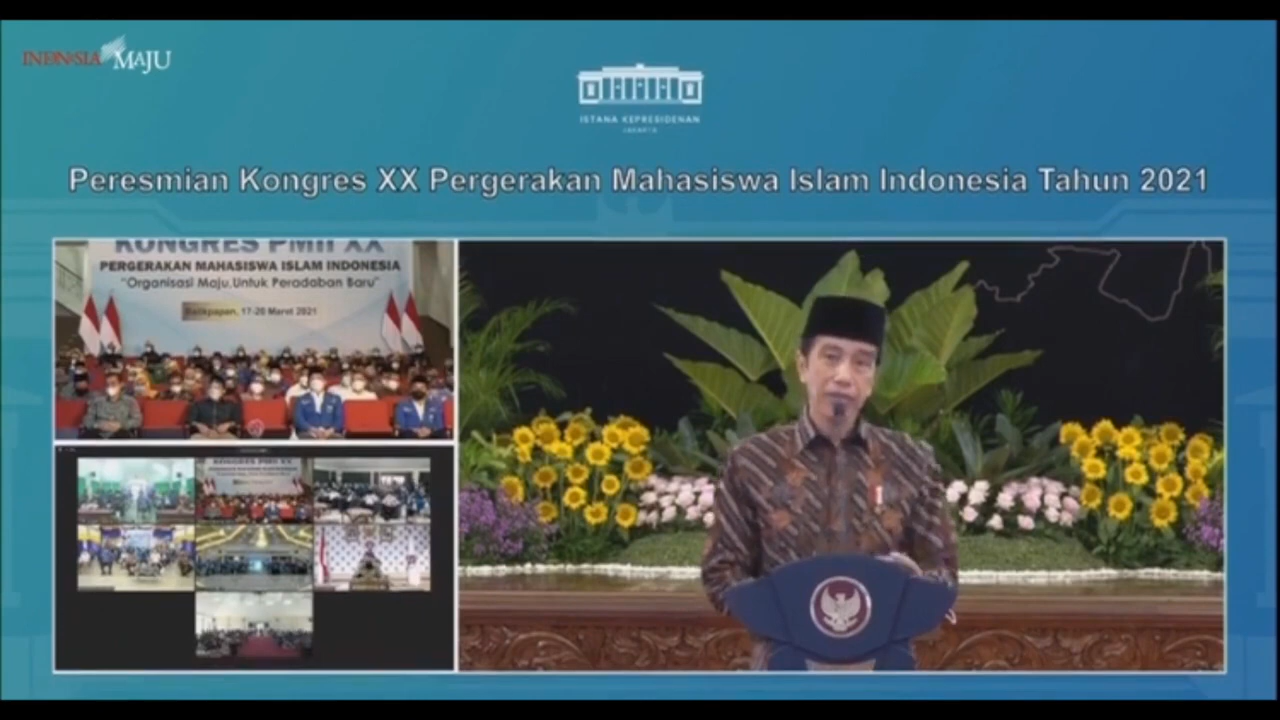 INDONESIA MAJU
ISTANA KEPRESIDENAN
JAKARTA
Peresmian Kongres XX Pergerakan Mahasiswa Islam Indonesia Tahun 2021
KONGRES PMII XX
PERGERAKAN MAHASISWA ISLAM INDONESIA
"Organisasi Maju,Untuk Peradaban Baru"
Balikpapan, 17-20 Maret 2021